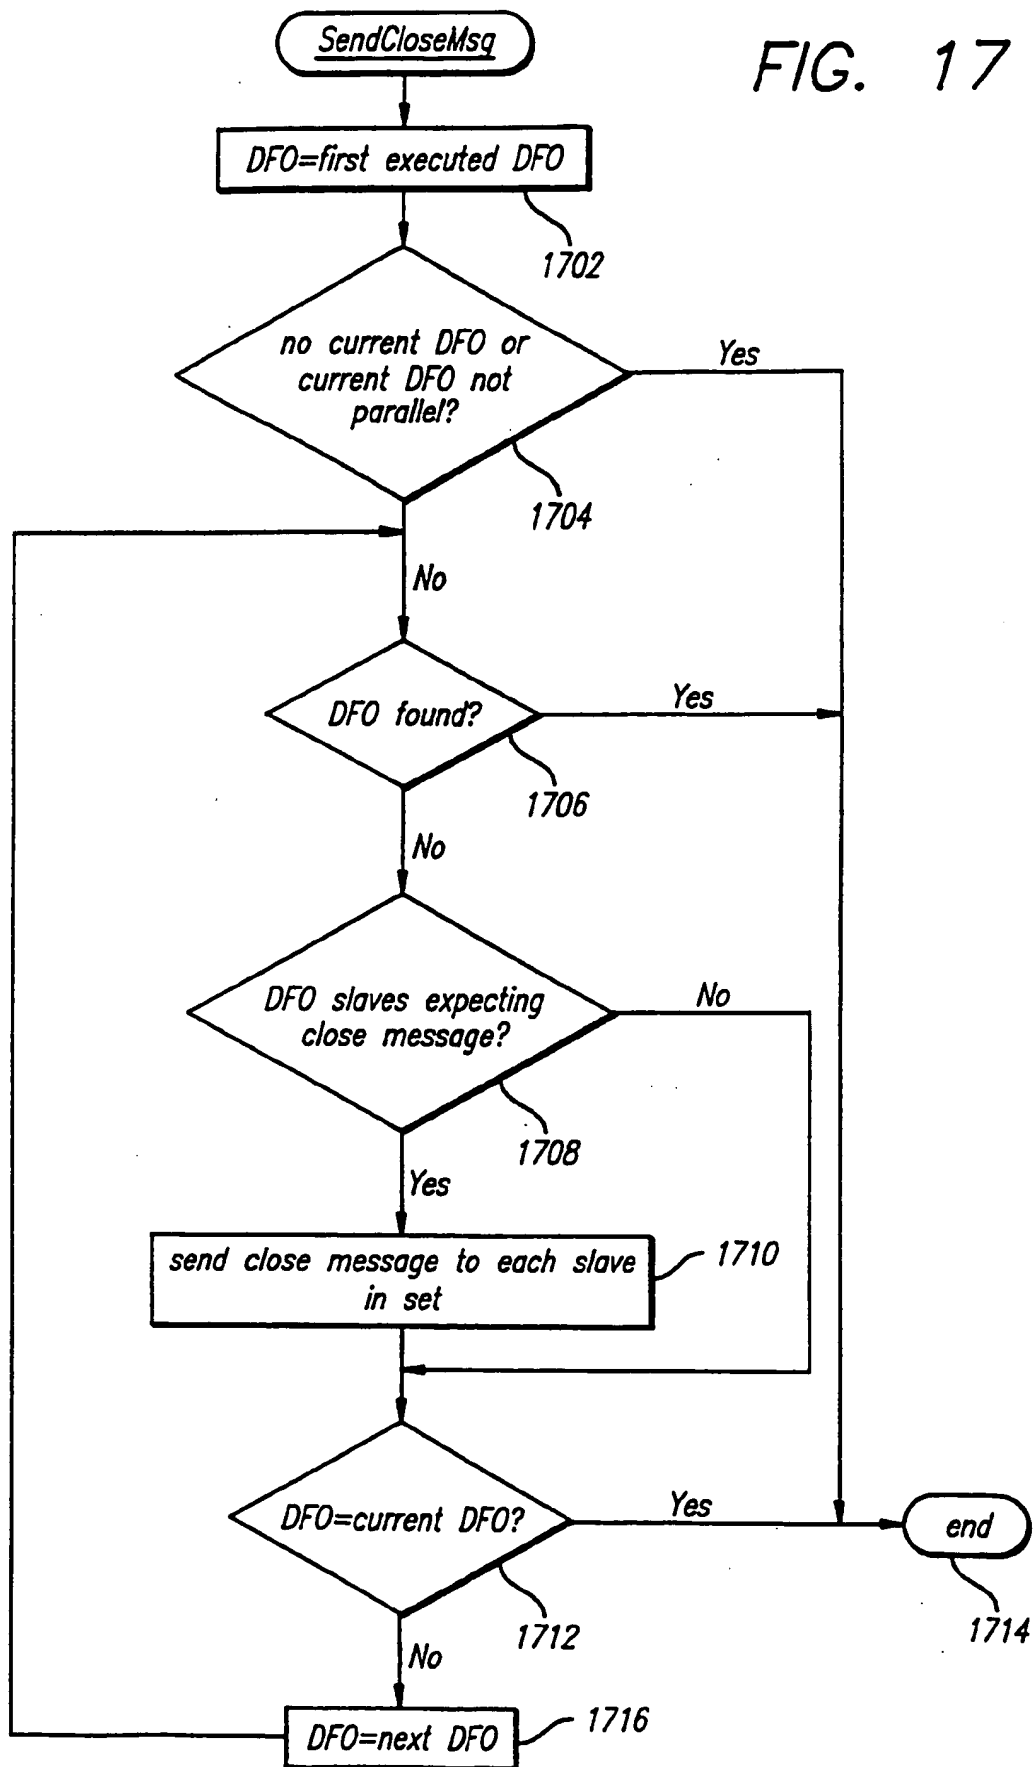 SendCloseMsg
FIG. 17
DFO=first executed DFO
1702
no current DFO or
current DFO not
parallel?
Yes
1704
No
DFO found?
Yes
1706
No
DFO slaves expecting
close message?
No
1708
Yes
send close message to each slave
in set
1710
DFO=current DFO?
Yes
end
1712
1714
No
DFO=next DFO
1716